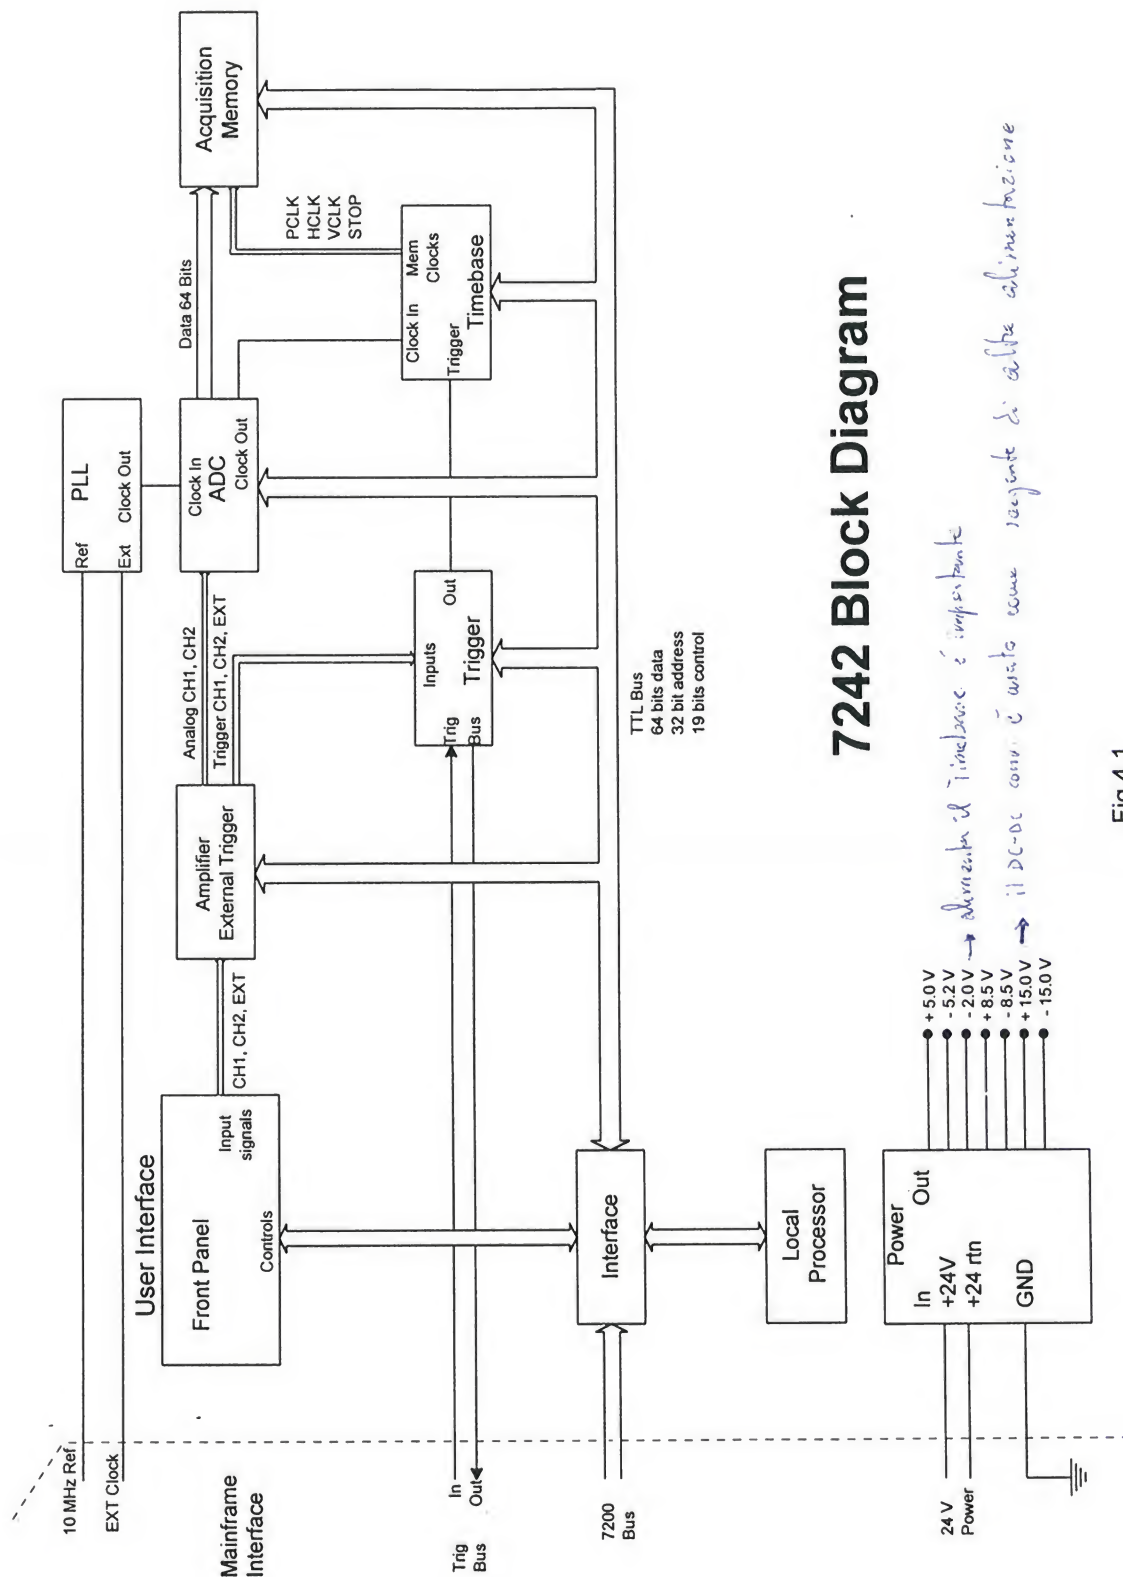 10 MHz Ref
EXT Clock
Mainframe
Interface
Trig
Bus
In
Out
7200
Bus
24 V
Power
User Interface
Front Panel
Input
signals
Controls
CH1, CH2, EXT
Amplifier
External Trigger
Analog CH1, CH2
Trigger CH1, CH2, EXT
Ref
PLL
Ext
Clock Out
Clock In
ADC
Clock Out
Data 64 Bits
Acquisition
Memory
PCLK
HCLK
VCLK
STOP
Clock In
Mem
Clocks
Trigger
Timebase
Inputs
Out
Trig
Bus
Trigger
TTL Bus
64 bits data
32 bit address
19 bits control
Interface
Local
Processor
Power
In
Out
+24V
+24 rtn
GND
+ 5.0 V
- 5.2 V
- 2.0 V → alimenta il Timebase è importante
+ 8.5 V
- 8.5 V
+ 15.0 V → il DC-DC conv. è usato come sorgente di altra alimentazione
- 15.0 V
7242 Block Diagram
Fig 4.1